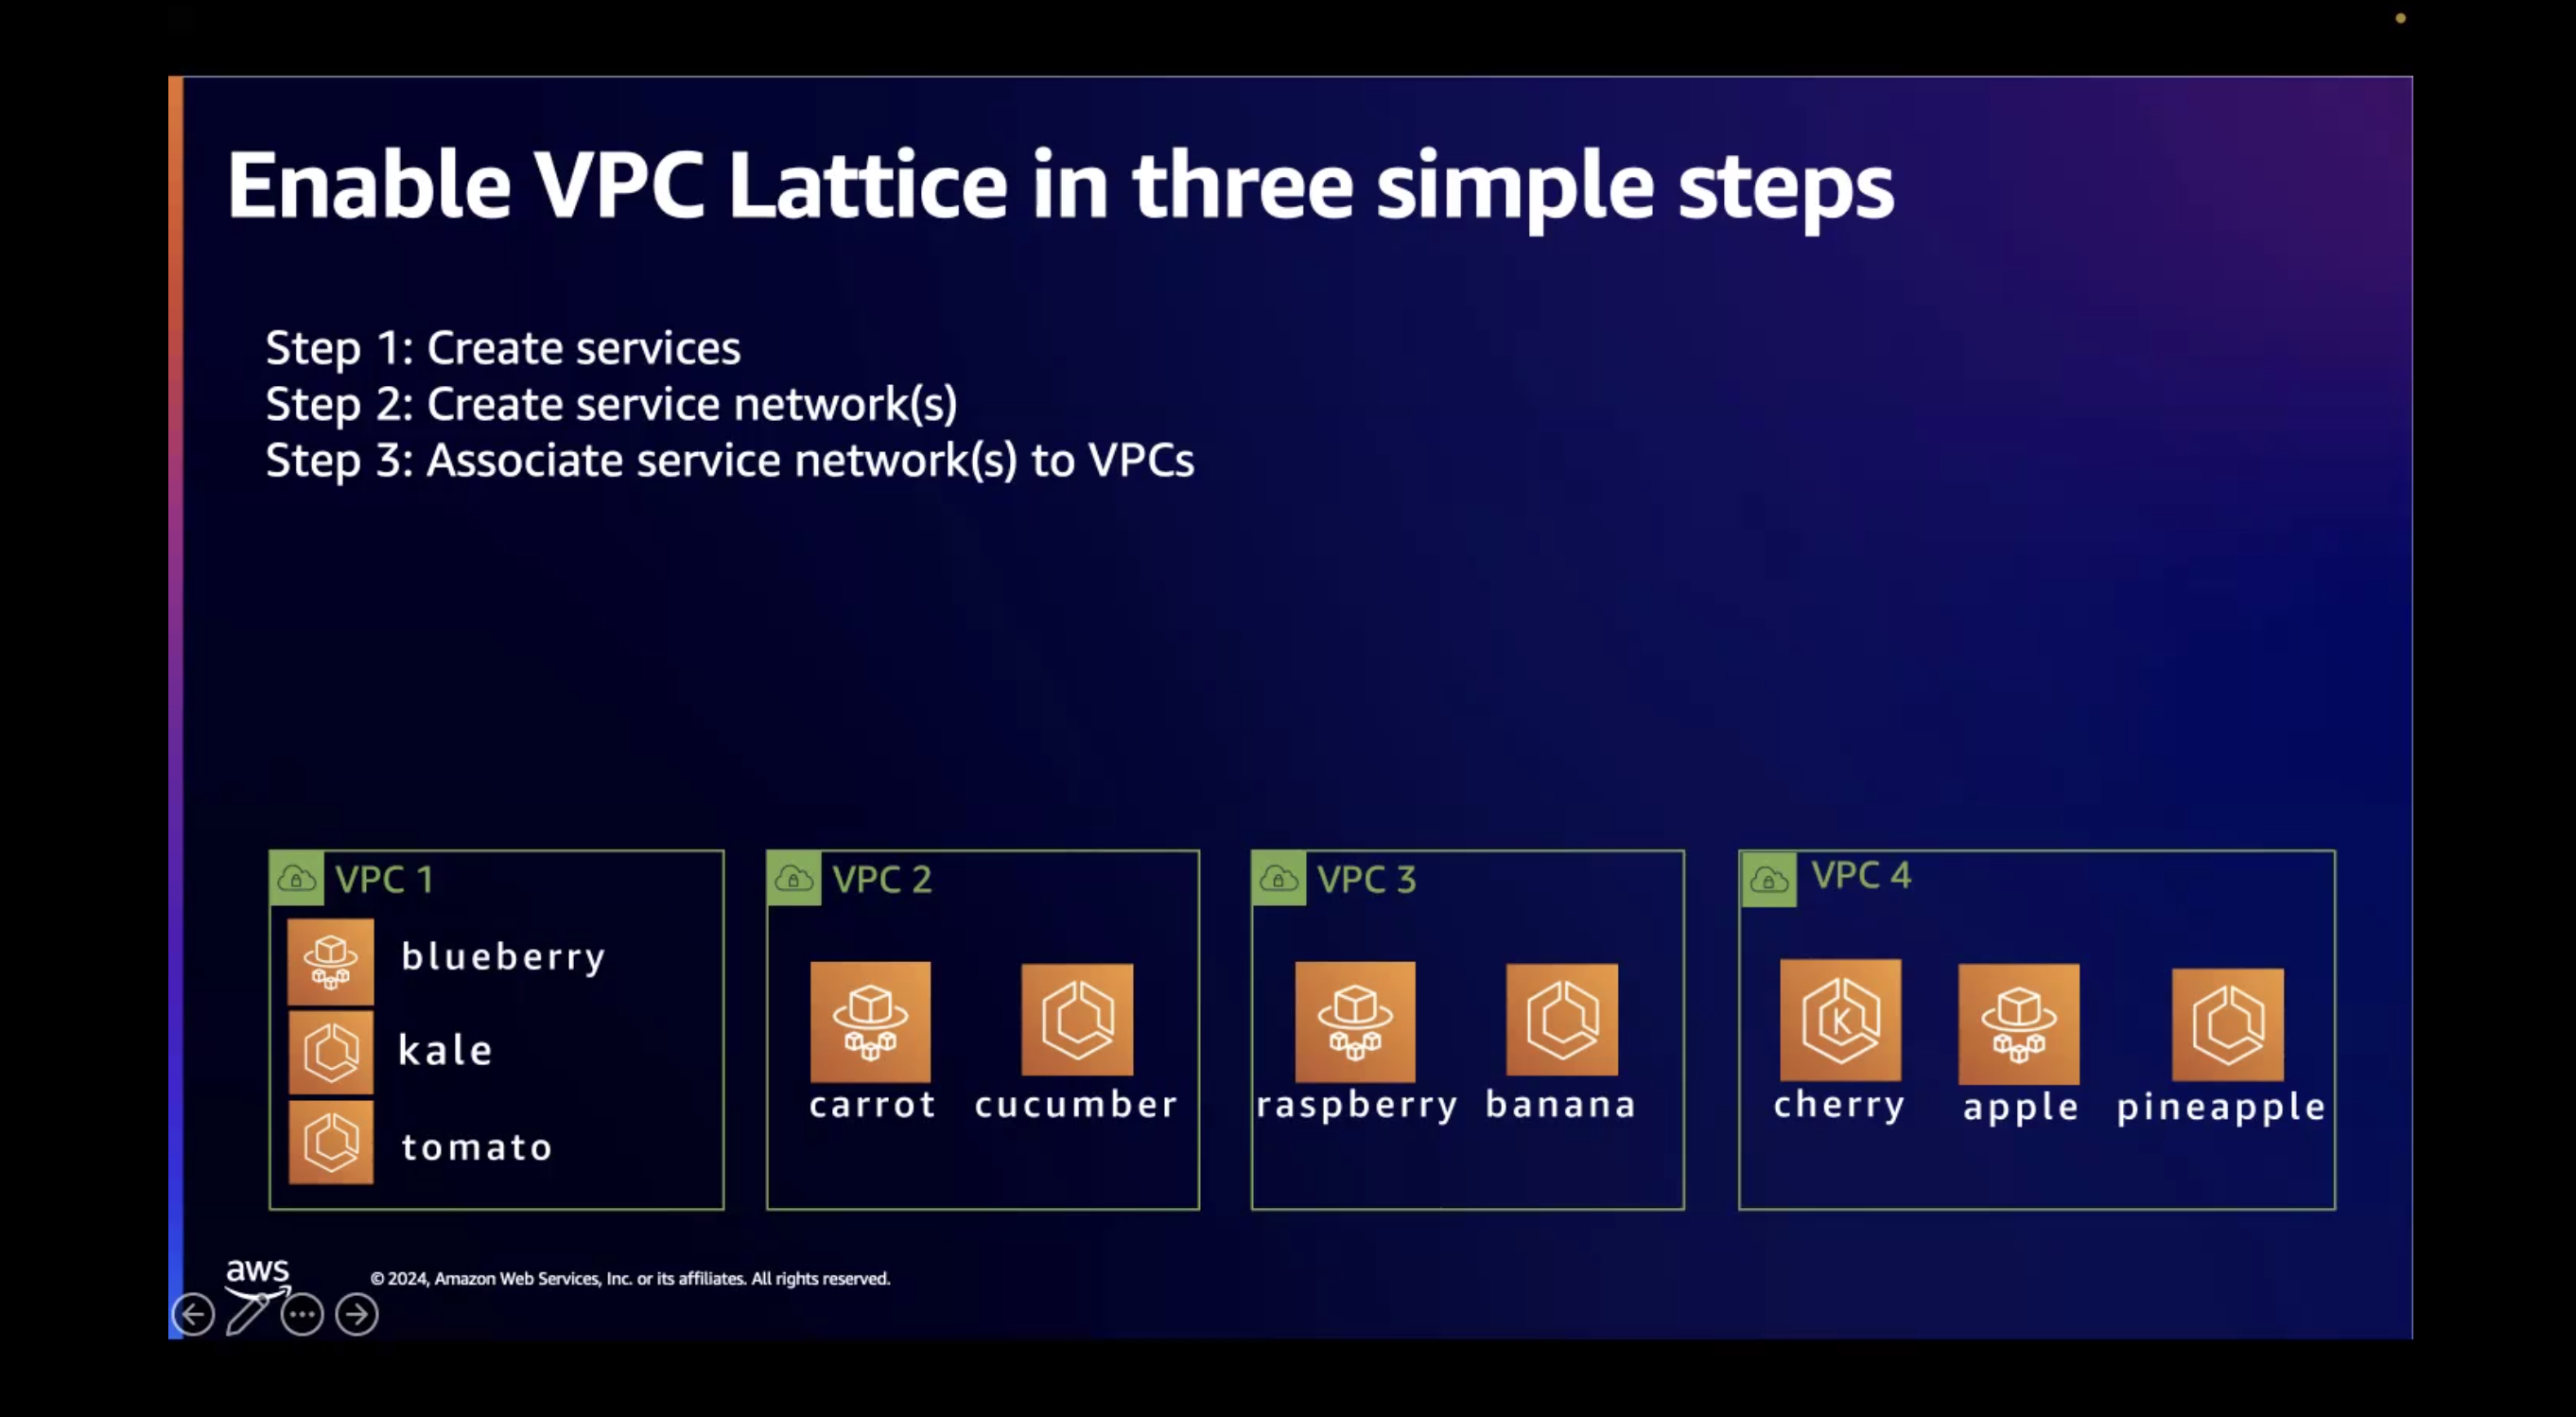 Enable VPC Lattice in three simple steps
Step 1: Create services
Step 2: Create service network(s)
Step 3: Associate service network(s) to VPCs
VPC 1
blueberry
kale
tomato
VPC 2
carrot
cucumber
VPC 3
raspberry
banana
VPC 4
K
cherry
apple
pineapple
aws
© 2024, Amazon Web Services, Inc. or its affiliates. All rights reserved.